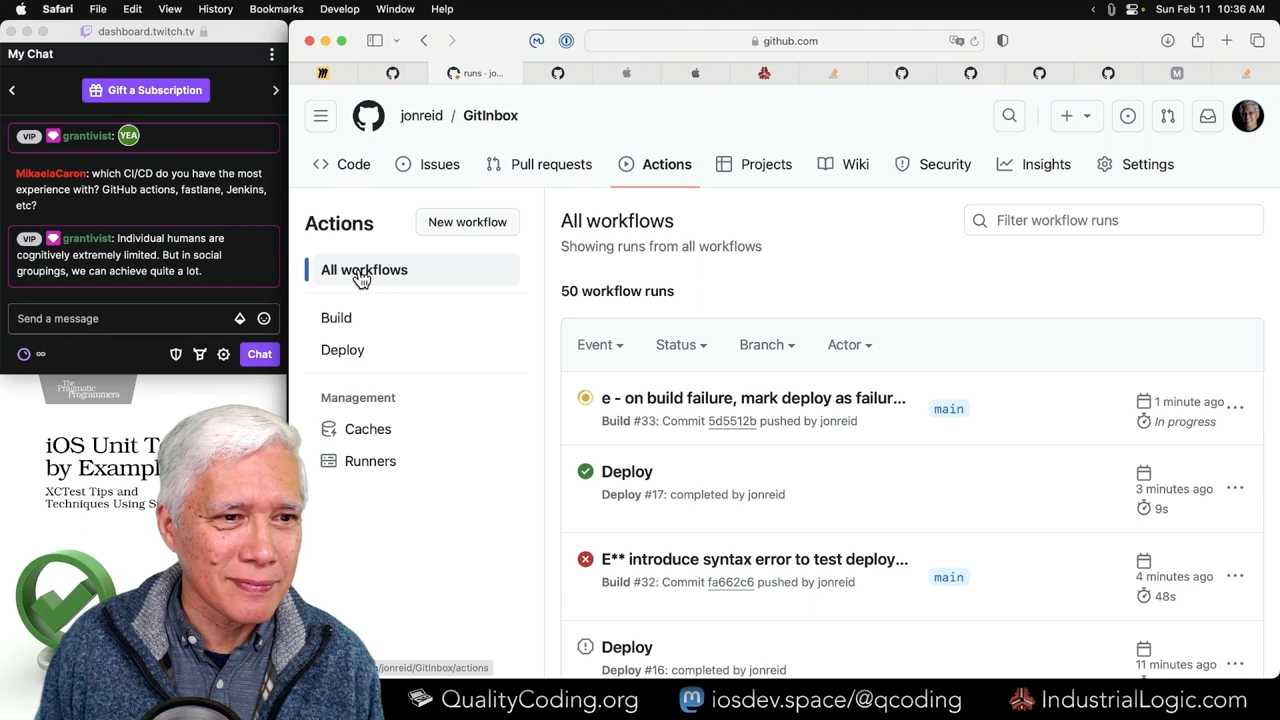 Safari File Edit View History Bookmarks Develop Window Help
Sun Feb 11 10:36 AM
dashboard.twitch.tv
My Chat
Gift a Subscription
VIP grantivist: YEA
MikaelaCaron: which CI/CD do you have the most
experience with? GitHub actions, fastlane, Jenkins,
etc?
VIP grantivist: Individual humans are
cognitively extremely limited. But in social
groupings, we can achieve quite a lot.
Send a message
Chat
The
Pragmatic
Programmers
iOS Unit T
by Exampl
XCTest Tips and
Techniques Using S
github.com
runs · jo...
jonreid / GitInbox
Code Issues Pull requests Actions Projects Wiki Security Insights Settings
Actions
New workflow
All workflows
Build
Deploy
Management
Caches
Runners
/jonreid/GitInbox/actions
All workflows
Showing runs from all workflows
Filter workflow runs
50 workflow runs
Event Status Branch Actor
e - on build failure, mark deploy as failur...
Build #33: Commit 5d5512b pushed by jonreid
main
1 minute ago
In progress
Deploy
Deploy #17: completed by jonreid
3 minutes ago
9s
E** introduce syntax error to test deploy...
Build #32: Commit fa662c6 pushed by jonreid
main
4 minutes ago
48s
Deploy
Deploy #16: completed by jonreid
11 minutes ago
QualityCoding.org iosdev.space/@qcoding IndustrialLogic.com